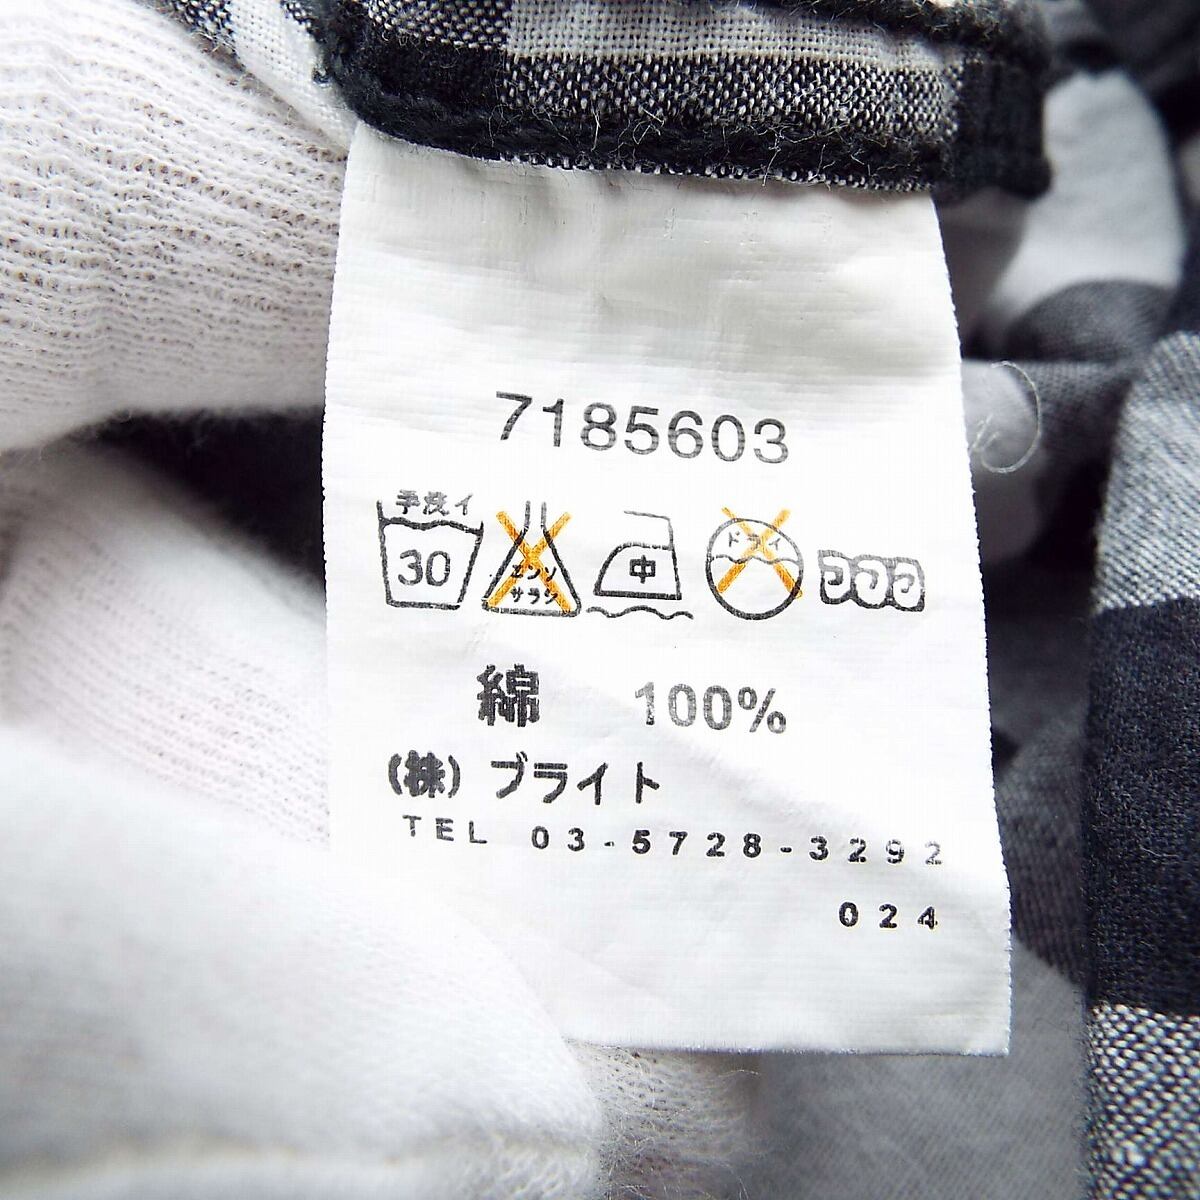 7185603
手洗イ
30 エンソ サラシ 中 ドライ
綿 100%
(株) ブライト
TEL 03-5728-3292
024